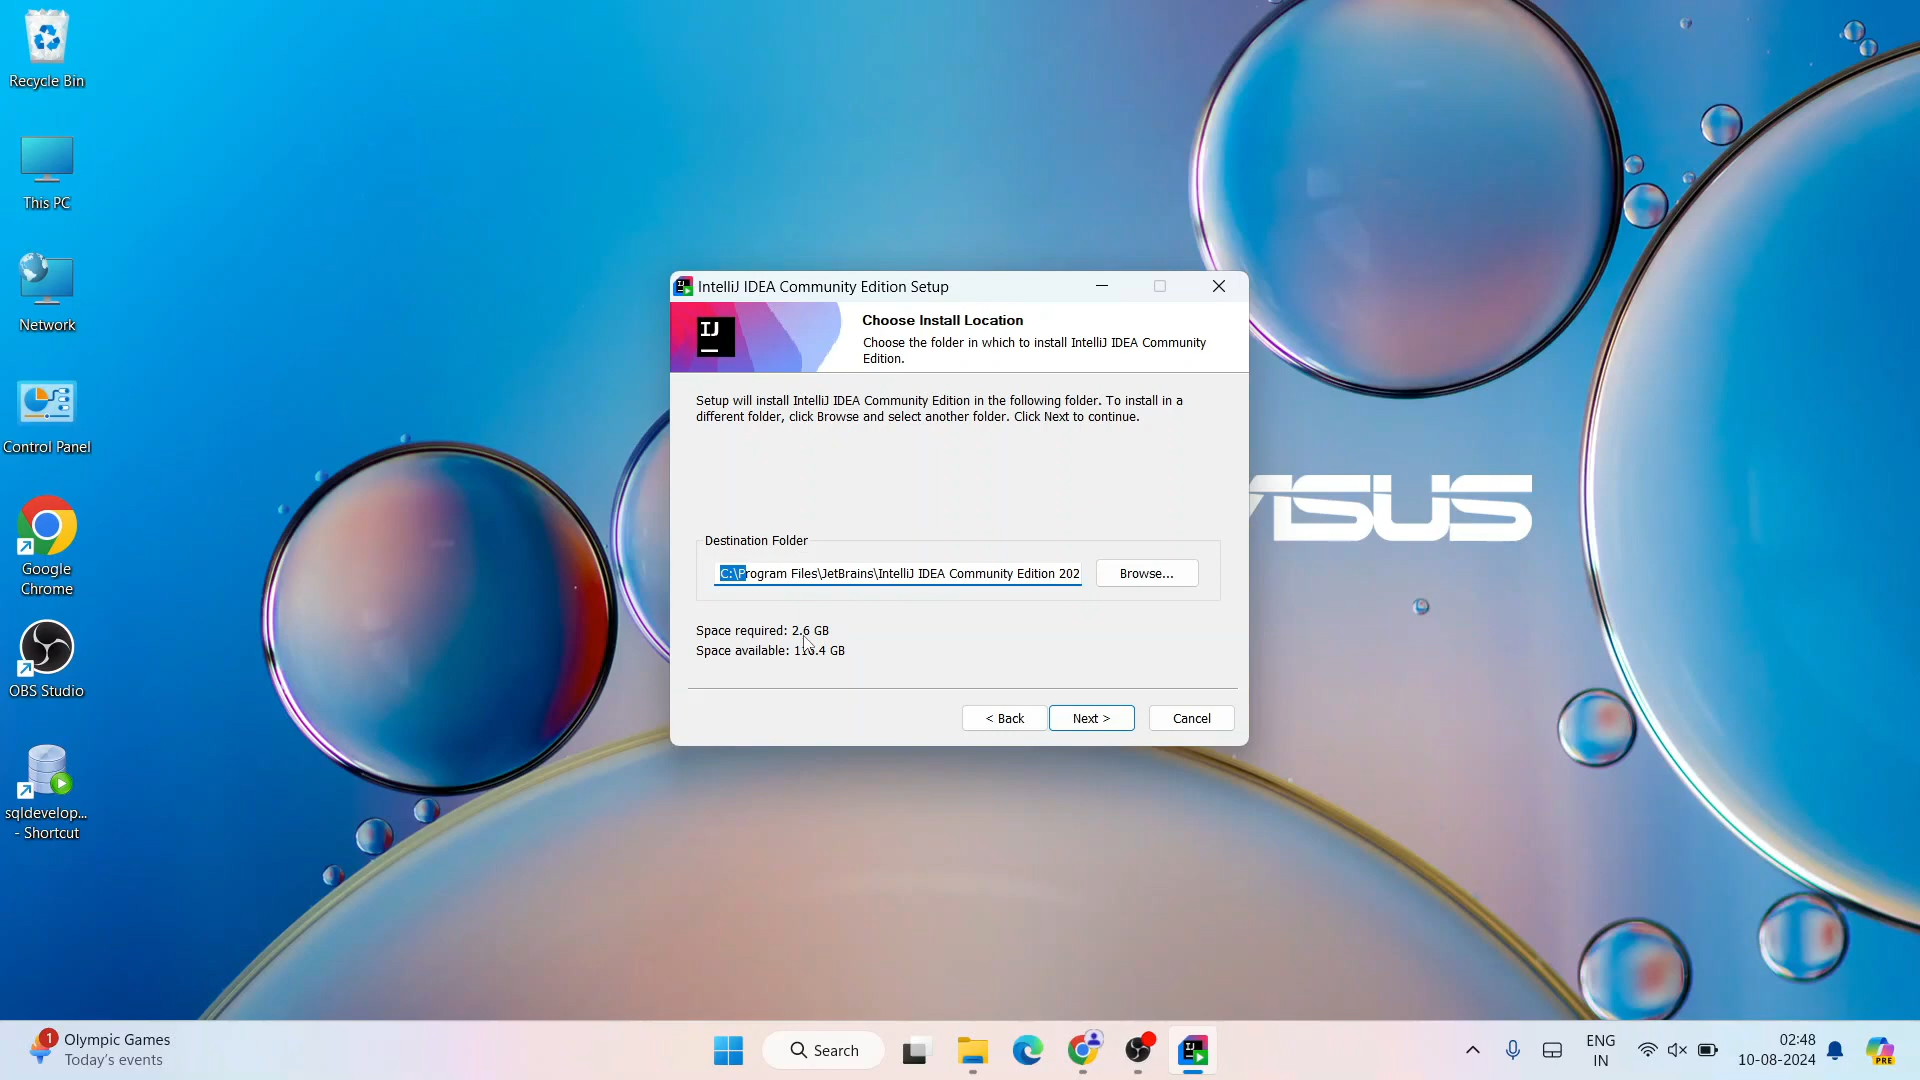 Recycle Bin
This PC
Network
Control Panel
Google
Chrome
OBS Studio
sqldevelop...
- Shortcut
IntelliJ IDEA Community Edition Setup
IJ
Choose Install Location
Choose the folder in which to install IntelliJ IDEA Community
Edition.
Setup will install IntelliJ IDEA Community Edition in the following folder. To install in a
different folder, click Browse and select another folder. Click Next to continue.
Destination Folder
C:\Program Files\JetBrains\IntelliJ IDEA Community Edition 202
Browse...
Space required: 2.6 GB
Space available: GB
< Back
Next >
Cancel
ASUS
1
Olympic Games
Today's events
Search
IJ
ENG
IN
02:48
10-08-2024
PRE